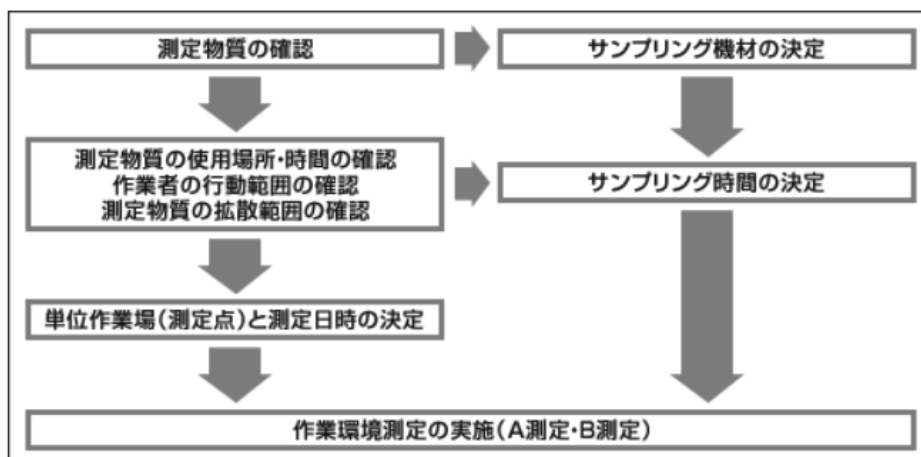 測定物質の確認
サンプリング機材の決定
測定物質の使用場所・時間の確認
作業者の行動範囲の確認
測定物質の拡散範囲の確認
サンプリング時間の決定
単位作業場(測定点)と測定日時の決定
作業環境測定の実施(A測定・B測定)